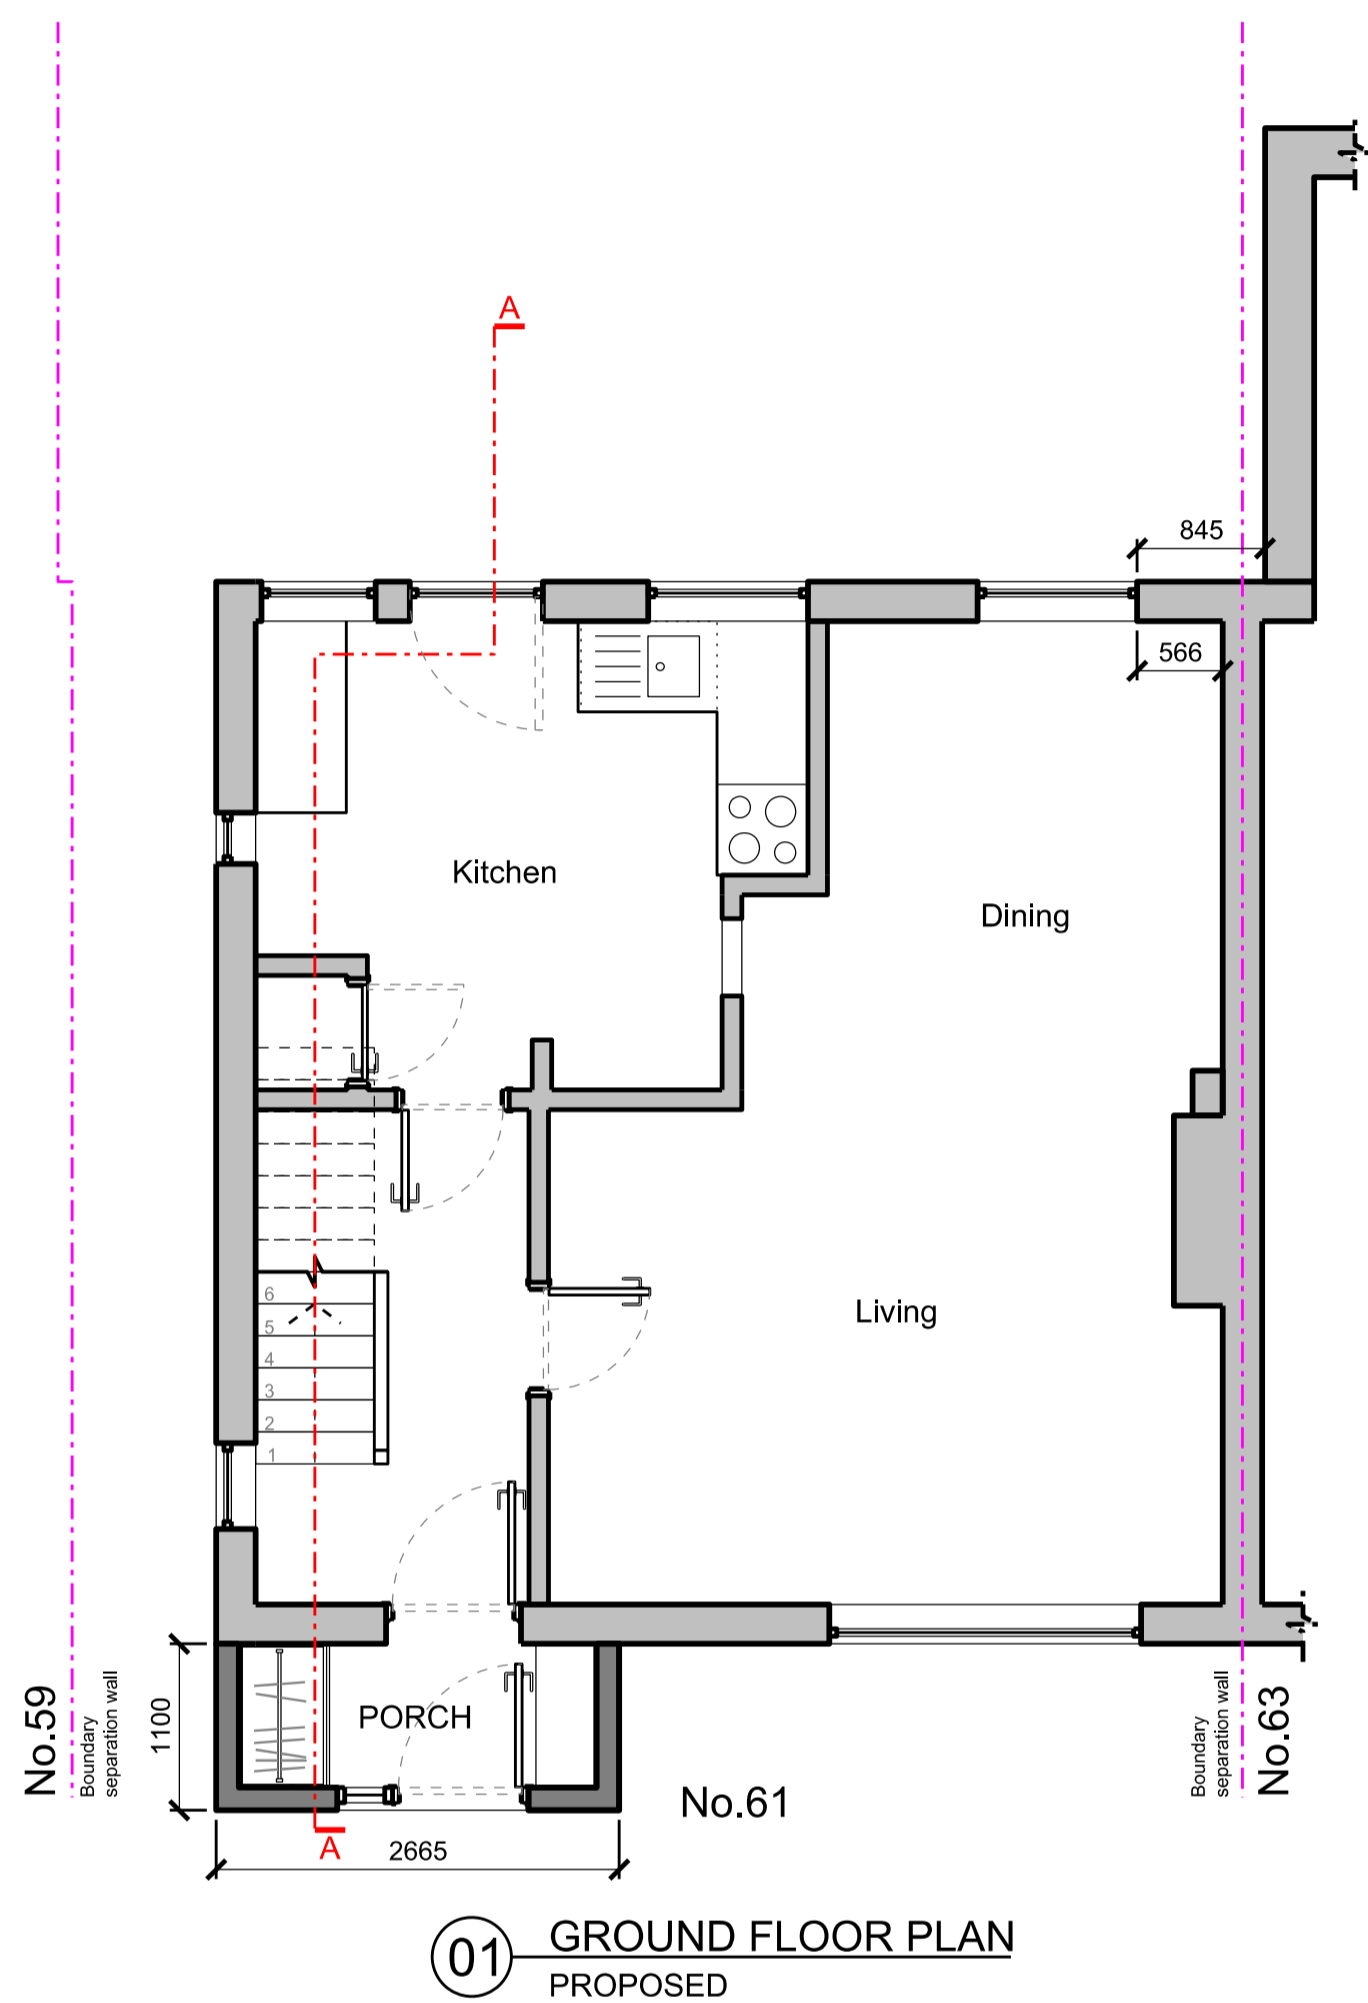 A
845
566
Kitchen
Dining
Living
6
5
4
3
2
1
No.59
Boundary
separation wall
1100
PORCH
No.61
Boundary
separation wall
No.63
A
2665
01
GROUND FLOOR PLAN
PROPOSED